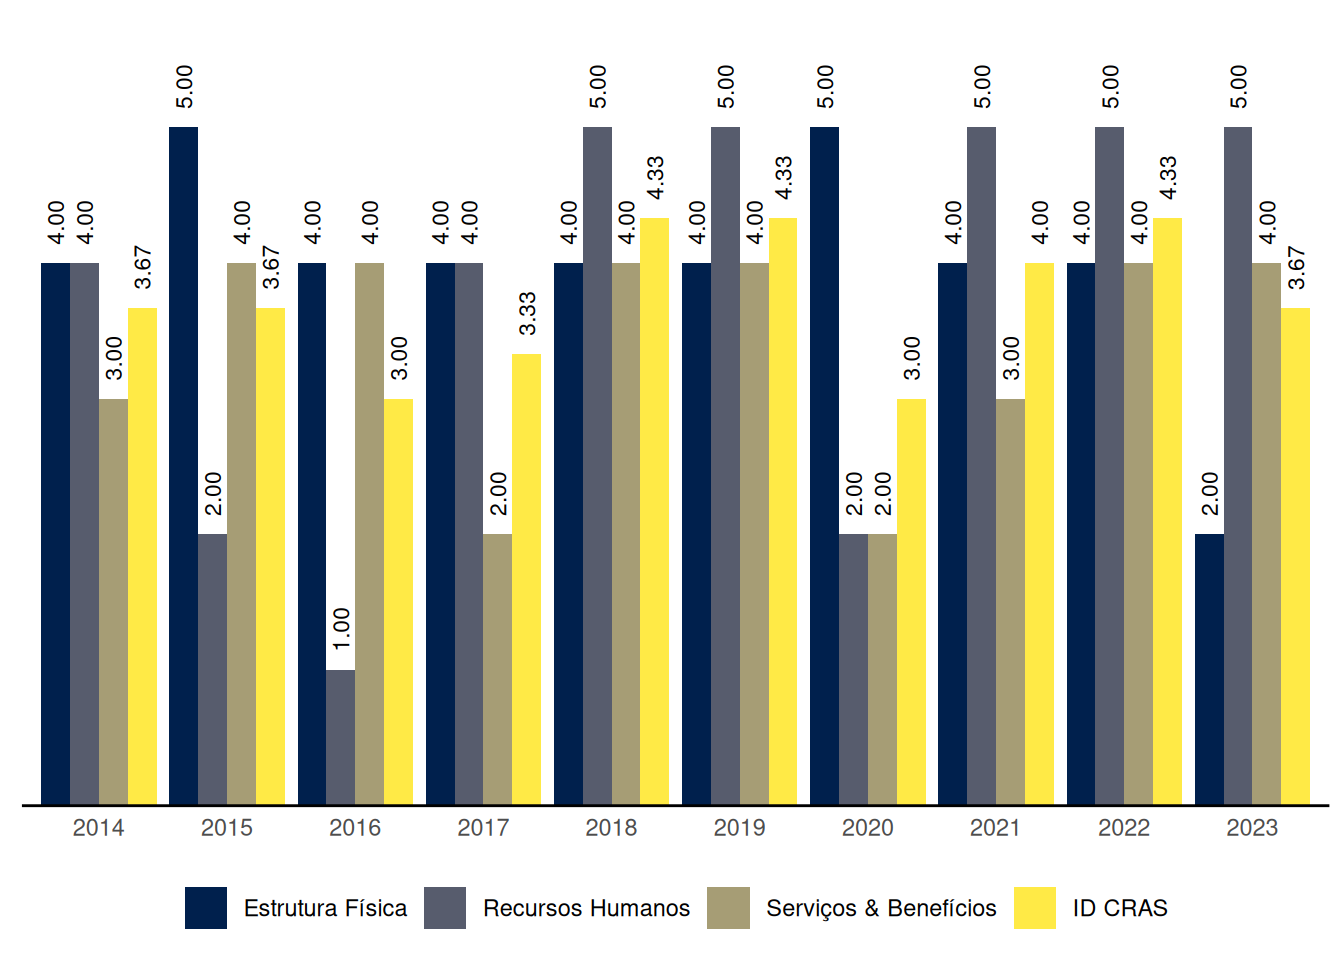 4.00 4.00 3.00 3.67
5.00 2.00 4.00 3.67
4.00 1.00 4.00 3.00
4.00 4.00 2.00 3.33
4.00 5.00 4.00 4.33
4.00 5.00 4.00 4.33
5.00 2.00 2.00 3.00
4.00 5.00 3.00 4.00
4.00 5.00 4.00 4.33
2.00 5.00 4.00 3.67
2014 2015 2016 2017 2018 2019 2020 2021 2022 2023
Estrutura Física Recursos Humanos Serviços & Benefícios ID CRAS